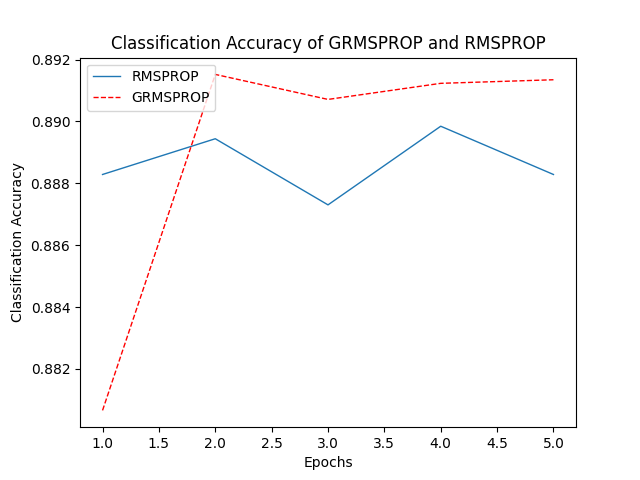 Classification Accuracy of GRMSPROP and RMSPROP
0.892
RMSPROP
GRMSPROP
0.890
0.888
0.886
0.884
0.882
Classification Accuracy
1.0 1.5 2.0 2.5 3.0 3.5 4.0 4.5 5.0
Epochs